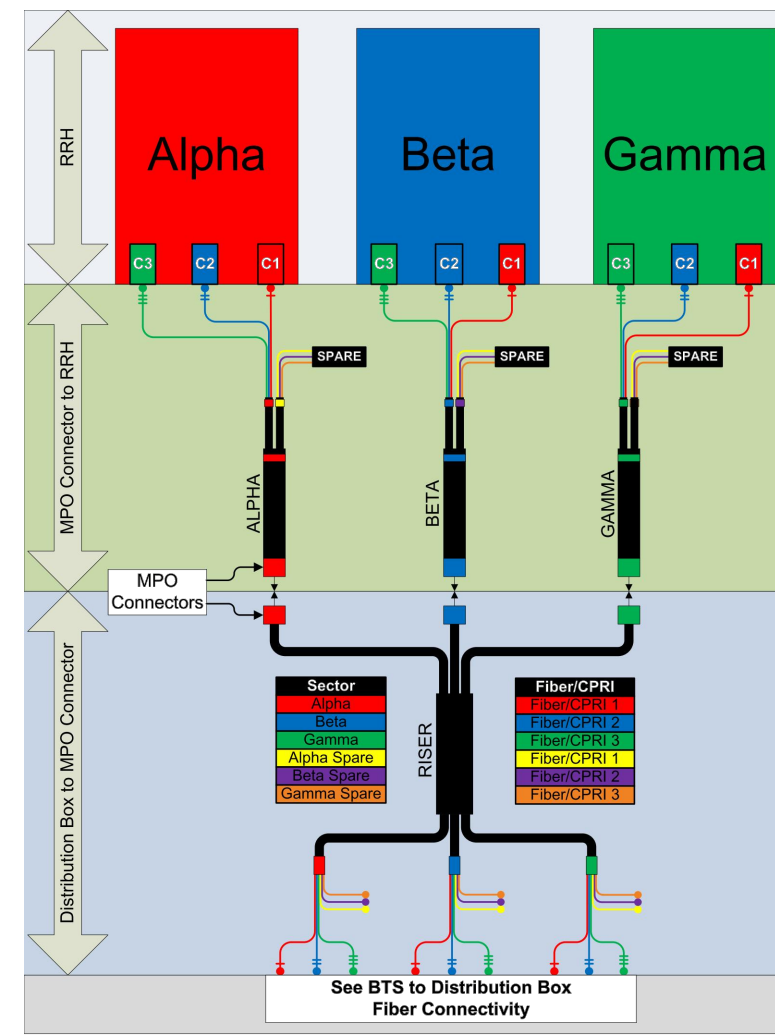 RRH
Alpha
Beta
Gamma
C3
C2
C1
C3
C2
C1
C3
C2
C1
MPO Connector to RRH
SPARE
SPARE
SPARE
ALPHA
BETA
GAMMA
MPO
Connectors
Distribution Box to MPO Connector
Sector
Alpha
Beta
Gamma
Alpha Spare
Beta Spare
Gamma Spare
RISER
Fiber/CPRI
Fiber/CPRI 1
Fiber/CPRI 2
Fiber/CPRI 3
Fiber/CPRI 1
Fiber/CPRI 2
Fiber/CPRI 3
See BTS to Distribution Box
Fiber Connectivity